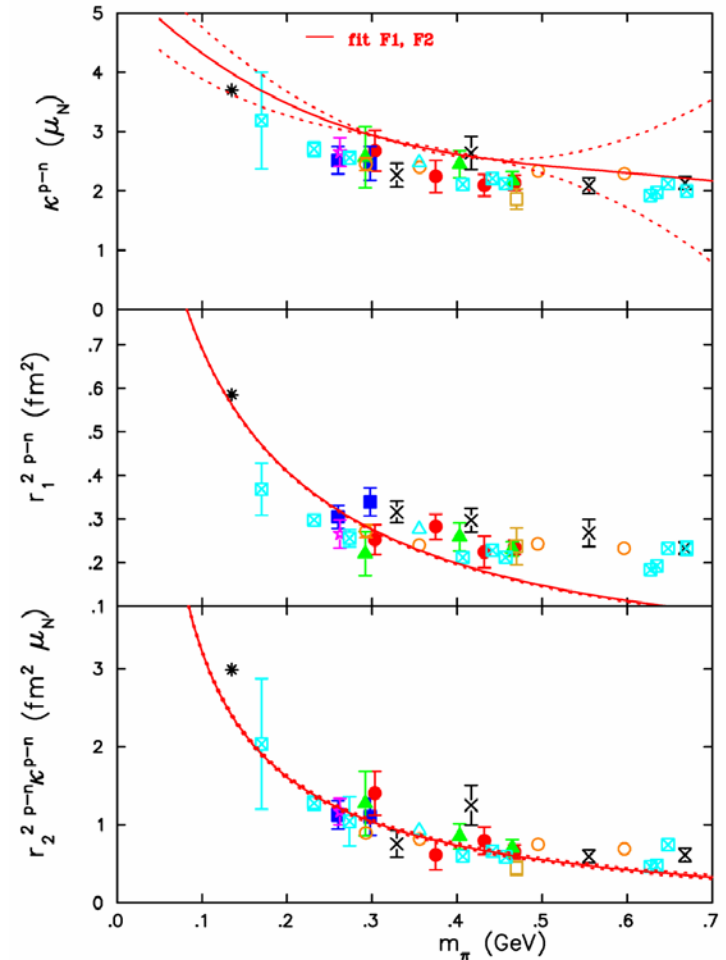 5
fit F1, F2
4
3
2
1
0
κ^{p−n} (μ_N)
.7
.6
.5
.4
.3
.2
.1
r_1^{2 p−n} (fm^2)
3
2
1
0
r_2^{2 p−n}κ^{p−n} (fm^2 μ_N)
.0 .1 .2 .3 .4 .5 .6 .7
m_π (GeV)